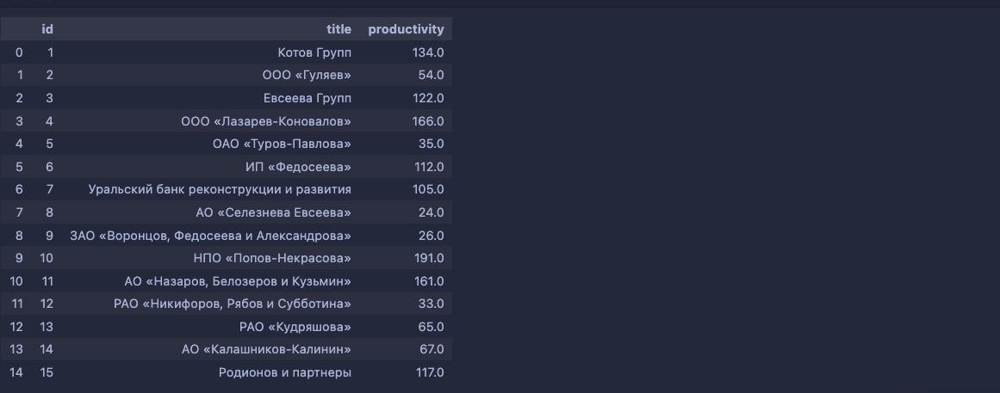 id title productivity
0 1 Котов Групп 134.0
1 2 ООО «Гуляев» 54.0
2 3 Евсеева Групп 122.0
3 4 ООО «Лазарев-Коновалов» 166.0
4 5 ОАО «Туров-Павлова» 35.0
5 6 ИП «Федосеева» 112.0
6 7 Уральский банк реконструкции и развития 105.0
7 8 АО «Селезнева Евсеева» 24.0
8 9 ЗАО «Воронцов, Федосеева и Александрова» 26.0
9 10 НПО «Попов-Некрасова» 191.0
10 11 АО «Назаров, Белозеров и Кузьмин» 161.0
11 12 РАО «Никифоров, Рябов и Субботина» 33.0
12 13 РАО «Кудряшова» 65.0
13 14 АО «Калашников-Калинин» 67.0
14 15 Родионов и партнеры 117.0